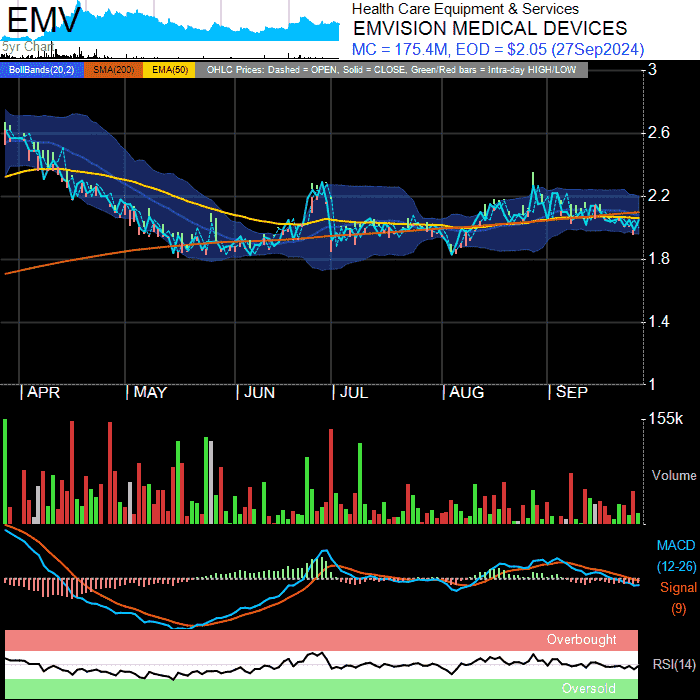 EMV
5yr Chart
Health Care Equipment & Services
EMVISION MEDICAL DEVICES
MC = 175.4M, EOD = $2.05 (27Sep2024)
BollBands(20,2) SMA(200) EMA(50) OHLC Prices: Dashed = OPEN, Solid = CLOSE, Green/Red bars = Intra-day HIGH/LOW
3
2.6
2.2
1.8
1.4
1
| APR | MAY | JUN | JUL | AUG | SEP
155k
Volume
MACD
(12-26)
Signal
(9)
Overbought
RSI(14)
Oversold